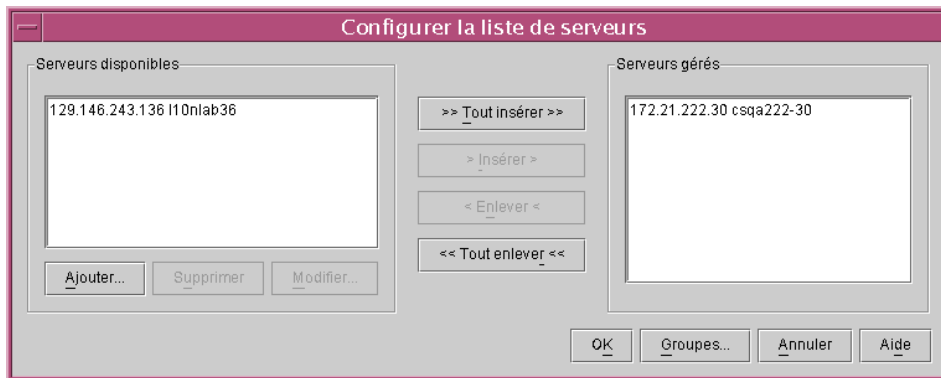 Configurer la liste de serveurs
Serveurs disponibles
129.146.243.136 l10nlab36
Ajouter...
Supprimer
Modifier...
>> Tout insérer >>
> Insérer >
< Enlever <
<< Tout enlever <<
Serveurs gérés
172.21.222.30 csqa222-30
OK
Groupes...
Annuler
Aide